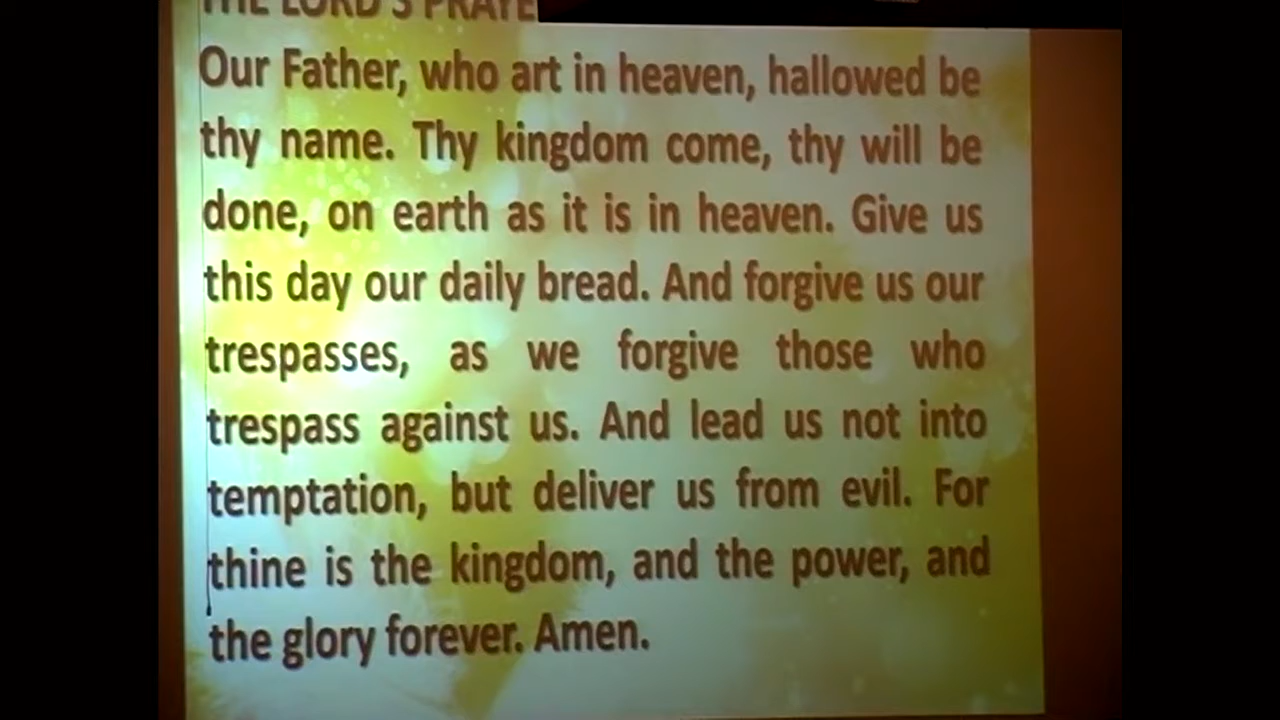 THE LORD'S PRAYE
Our Father, who art in heaven, hallowed be
thy name. Thy kingdom come, thy will be
done, on earth as it is in heaven. Give us
this day our daily bread. And forgive us our
trespasses, as we forgive those who
trespass against us. And lead us not into
temptation, but deliver us from evil. For
thine is the kingdom, and the power, and
the glory forever. Amen.